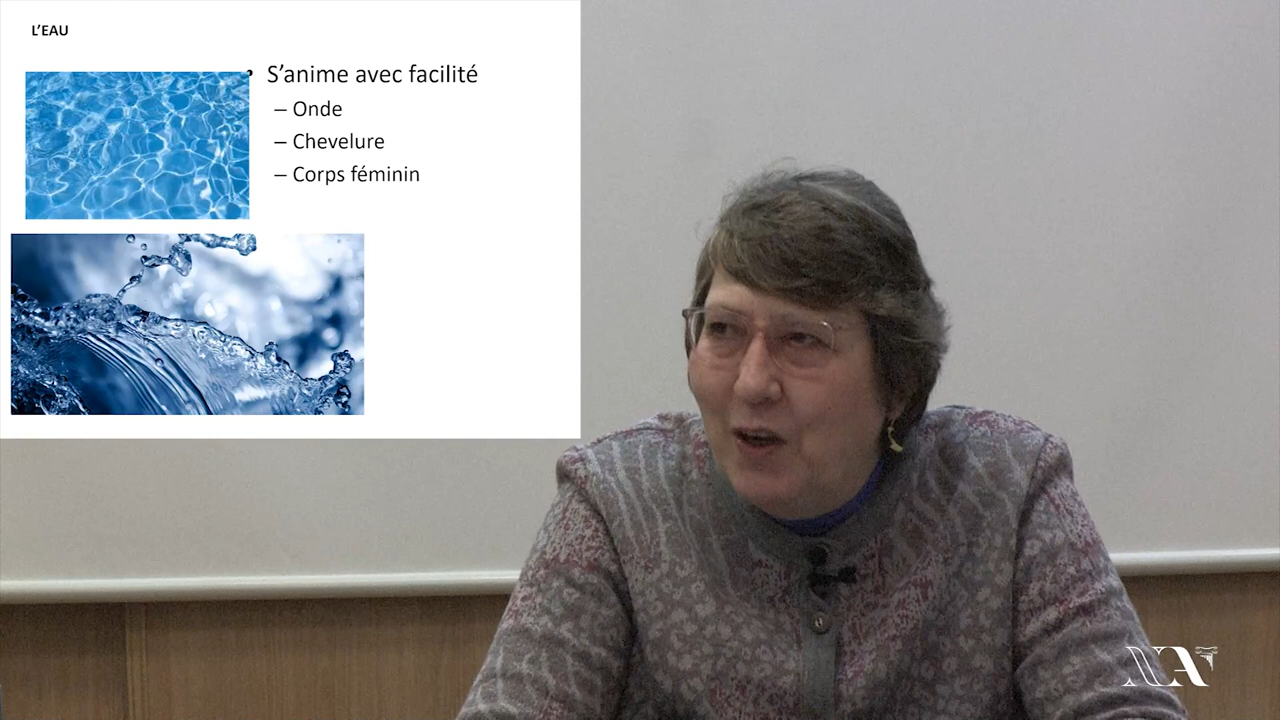 L'EAU
• S'anime avec facilité
– Onde
– Chevelure
– Corps féminin